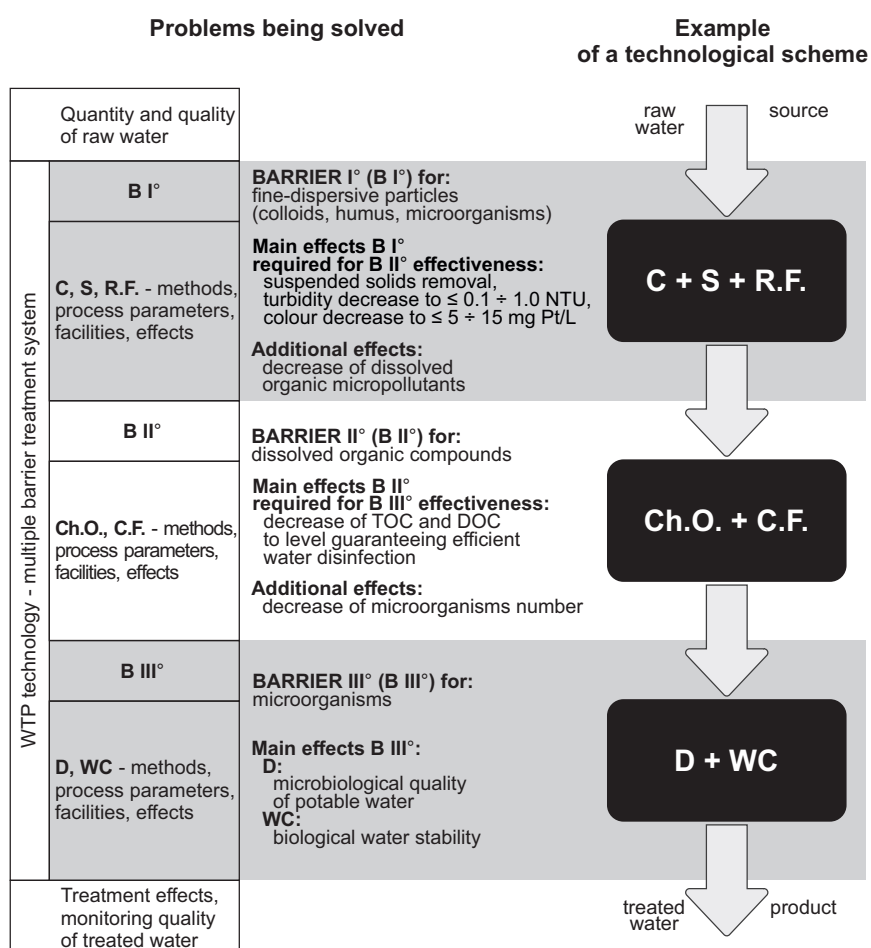 Problems being solved
Example
of a technological scheme
Quantity and quality
of raw water
raw
water
source
WTP technology - multiple barrier treatment system
B I°
BARRIER I° (B I°) for:
fine-dispersive particles
(colloids, humus, microorganisms)
C, S, R.F. - methods,
process parameters,
facilities, effects
Main effects B I°
required for B II° effectiveness:
suspended solids removal,
turbidity decrease to ≤ 0.1 ÷ 1.0 NTU,
colour decrease to ≤ 5 ÷ 15 mg Pt/L
Additional effects:
decrease of dissolved
organic micropollutants
C + S + R.F.
B II°
BARRIER II° (B II°) for:
dissolved organic compounds
Ch.O., C.F. - methods,
process parameters,
facilities, effects
Main effects B II°
required for B III° effectiveness:
decrease of TOC and DOC
to level guaranteeing efficient
water disinfection
Additional effects:
decrease of microorganisms number
Ch.O. + C.F.
B III°
BARRIER III° (B III°) for:
microorganisms
D, WC - methods,
process parameters,
facilities, effects
Main effects B III°:
D:
microbiological quality
of potable water
WC:
biological water stability
D + WC
Treatment effects,
monitoring quality
of treated water
treated
water
product